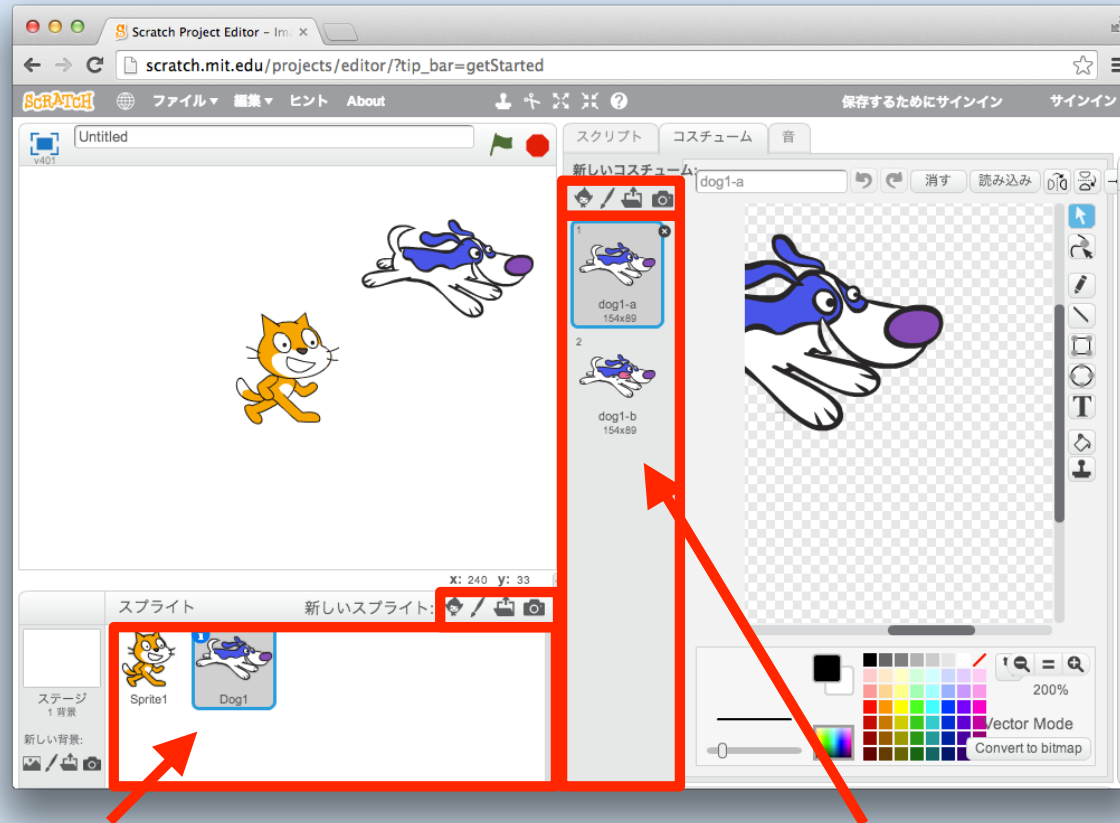 Scratch Project Editor - Im
scratch.mit.edu/projects/editor/?tip_bar=getStarted
SCRATCH ファイル▼ 編集▼ ヒント About 保存するためにサインイン サインイン
v401
Untitled
スクリプト コスチューム 音
新しいコスチューム:
dog1-a 消す 読み込み
1
dog1-a
154x89
2
dog1-b
154x89
x: 240 y: 33
スプライト 新しいスプライト:
Sprite1 Dog1
ステージ
1 背景
新しい背景:
T
200%
Vector Mode
Convert to bitmap